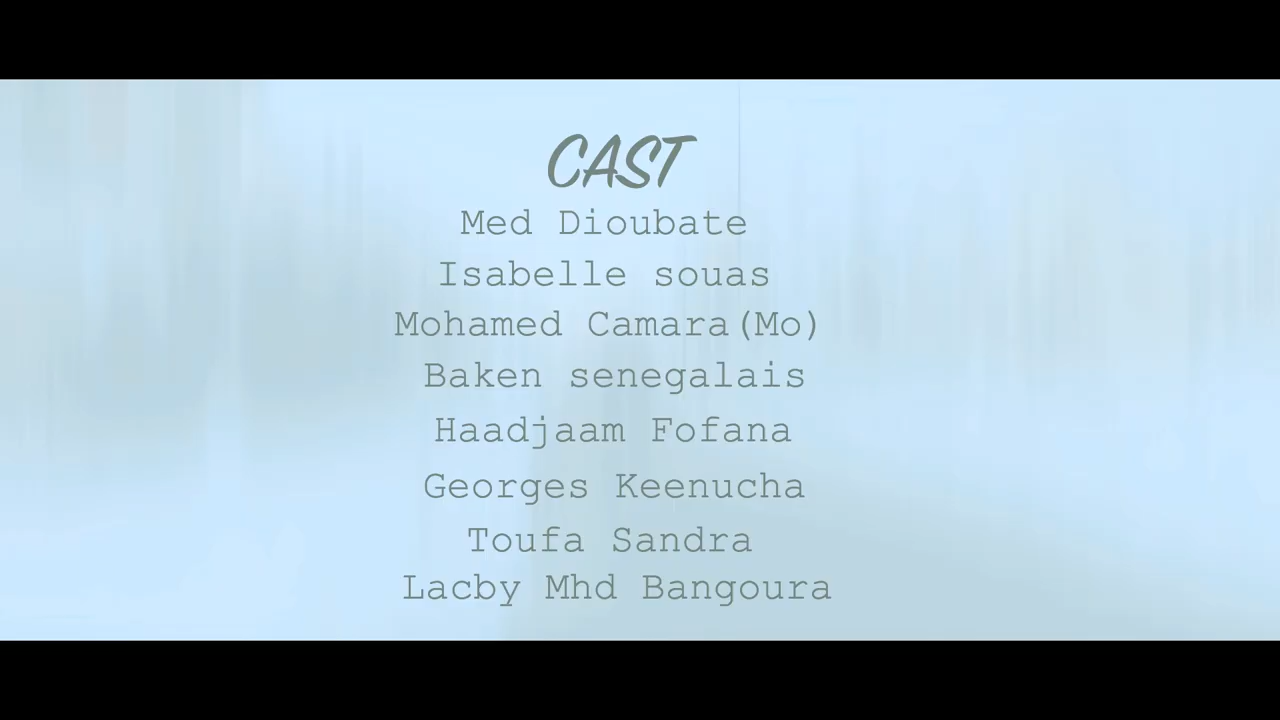 CAST
Med Dioubate
Isabelle souas
Mohamed Camara(Mo)
Baken senegalais
Haadjaam Fofana
Georges Keenucha
Toufa Sandra
Lacby Mhd Bangoura